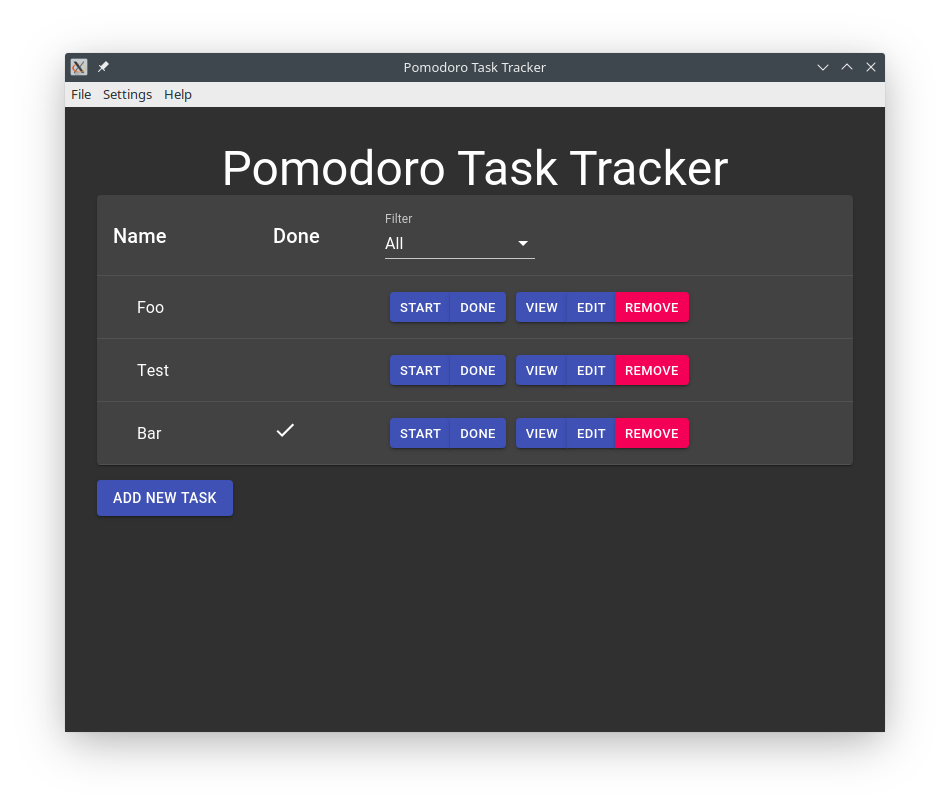 Pomodoro Task Tracker
File Settings Help
Pomodoro Task Tracker
Name Done Filter
All
Foo START DONE VIEW EDIT REMOVE
Test START DONE VIEW EDIT REMOVE
Bar START DONE VIEW EDIT REMOVE
ADD NEW TASK